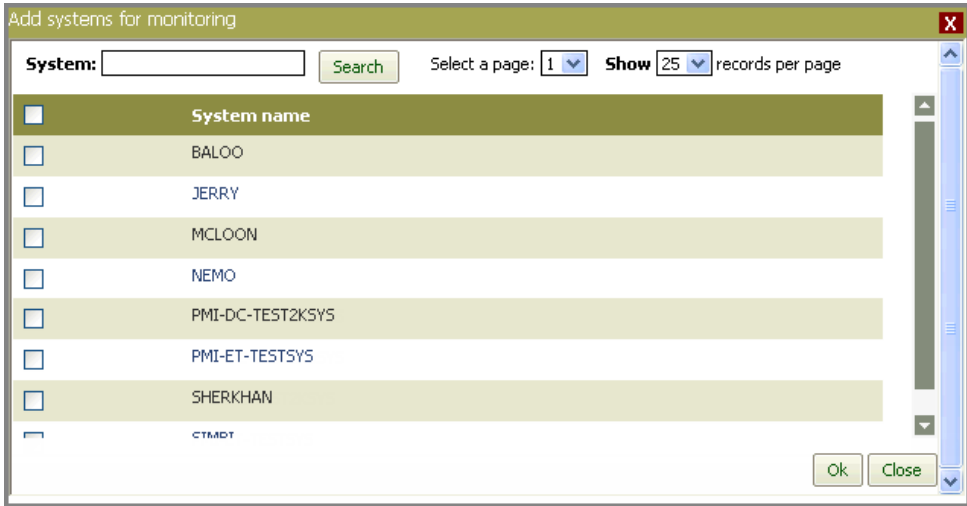 Add systems for monitoring
X
System: Search Select a page: 1 Show 25 records per page
System name
BALOO
JERRY
MCLOON
NEMO
PMI-DC-TEST2KSYS
PMI-ET-TESTSYS
SHERKHAN
Ok Close